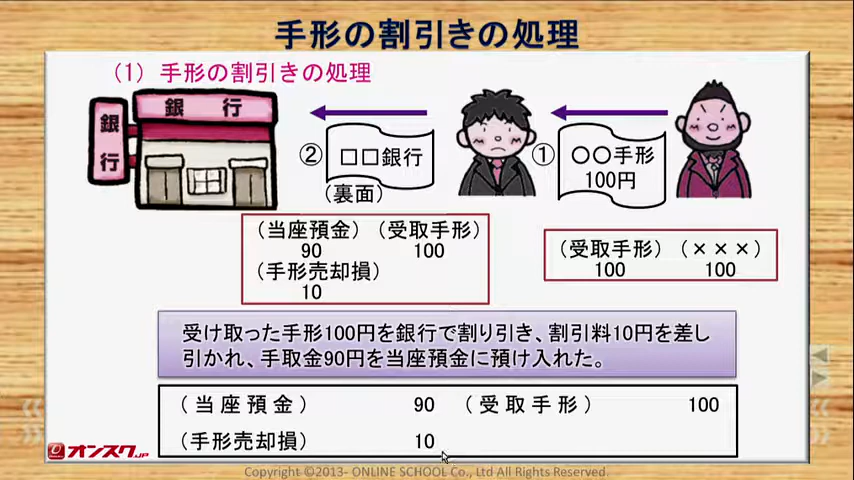 手形の割引きの処理
(1) 手形の割引きの処理
銀行
銀行
② □□銀行
(裏面)
① 〇〇手形
100円
(当座預金) (受取手形)
90 100
(手形売却損)
10
(受取手形) (×××)
100 100
受け取った手形100円を銀行で割り引き、割引料10円を差し
引かれ、手取金90円を当座預金に預け入れた。
(当座預金) 90 (受取手形) 100
(手形売却損) 10
オンスク.JP
Copyright ©2013- ONLINE SCHOOL Co., Ltd All Rights Reserved.